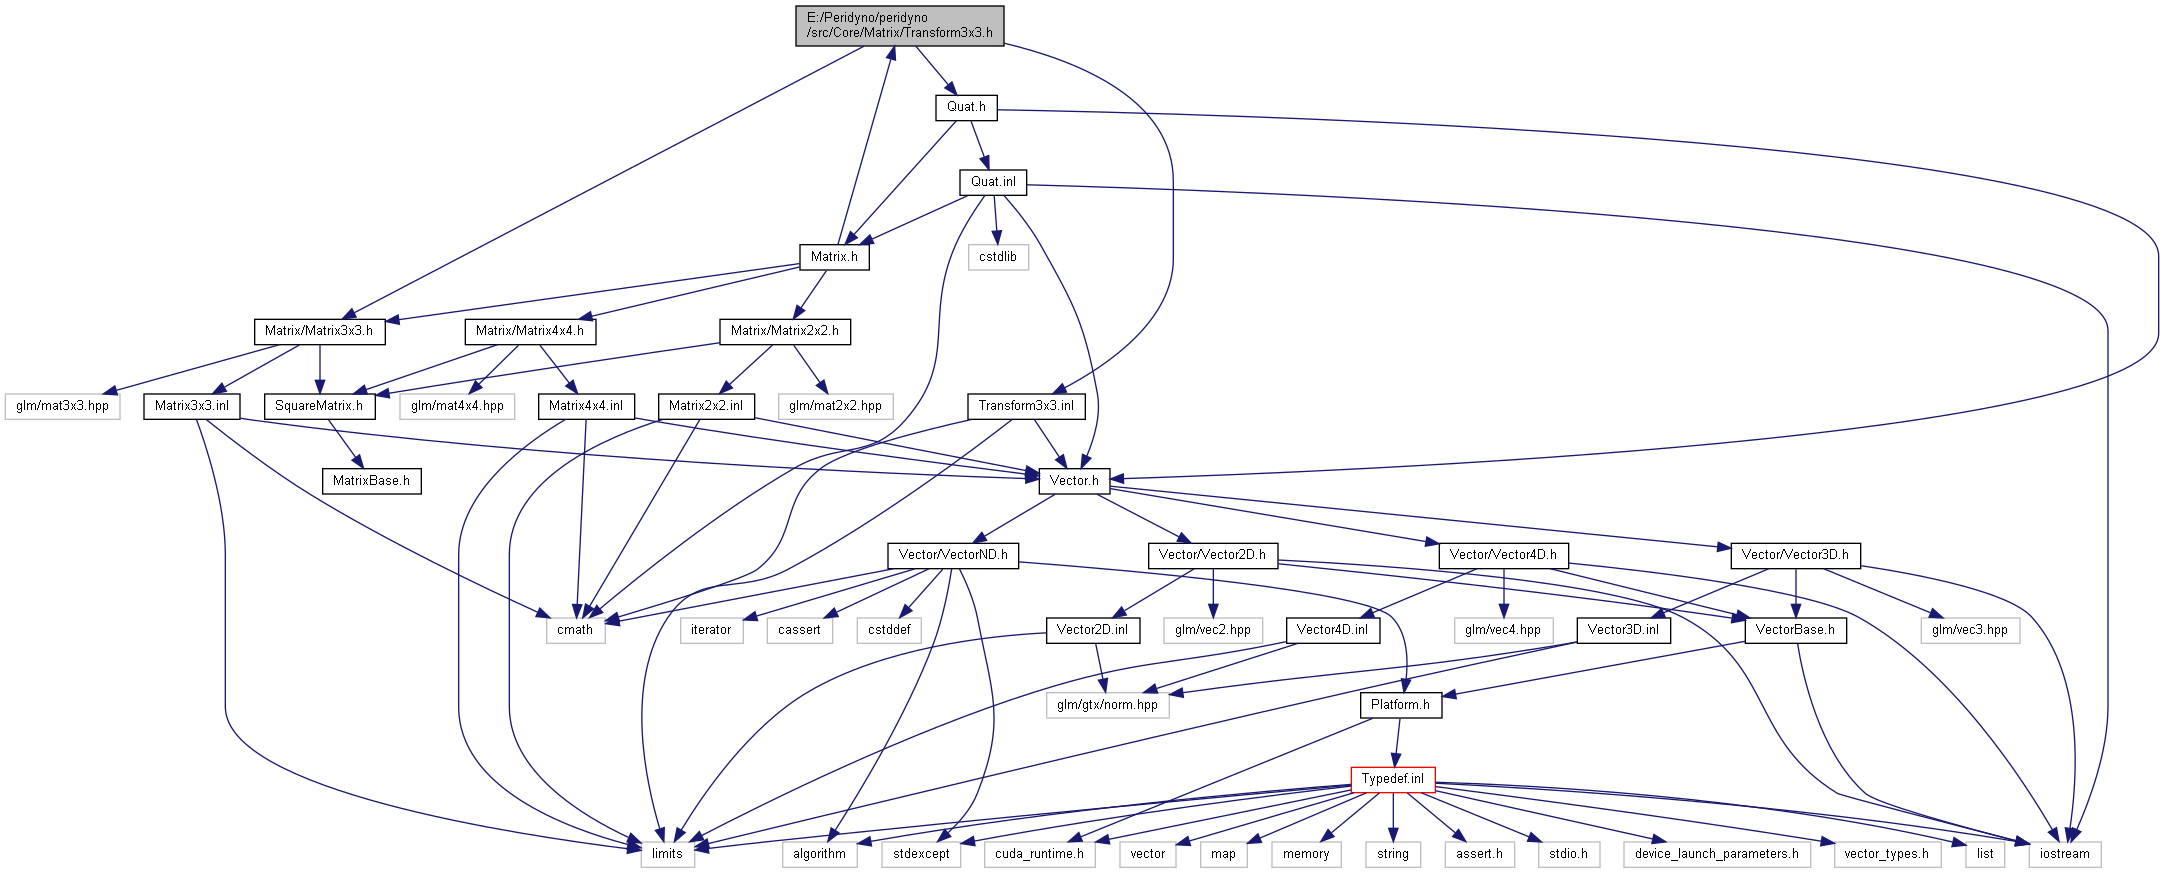 E:/Peridyno/peridyno
/src/Core/Matrix/Transform3x3.h
Quat.h
Quat.inl
Matrix.h
cstdlib
Matrix/Matrix3x3.h
Matrix/Matrix4x4.h
Matrix/Matrix2x2.h
glm/mat3x3.hpp
Matrix3x3.inl
SquareMatrix.h
glm/mat4x4.hpp
Matrix4x4.inl
Matrix2x2.inl
glm/mat2x2.hpp
Transform3x3.inl
MatrixBase.h
Vector.h
Vector/VectorND.h
Vector/Vector2D.h
Vector/Vector4D.h
Vector/Vector3D.h
cmath
iterator
cassert
cstddef
Vector2D.inl
glm/vec2.hpp
Vector4D.inl
glm/vec4.hpp
Vector3D.inl
VectorBase.h
glm/vec3.hpp
glm/gtx/norm.hpp
Platform.h
Typedef.inl
limits
algorithm
stdexcept
cuda_runtime.h
vector
map
memory
string
assert.h
stdio.h
device_launch_parameters.h
vector_types.h
list
iostream